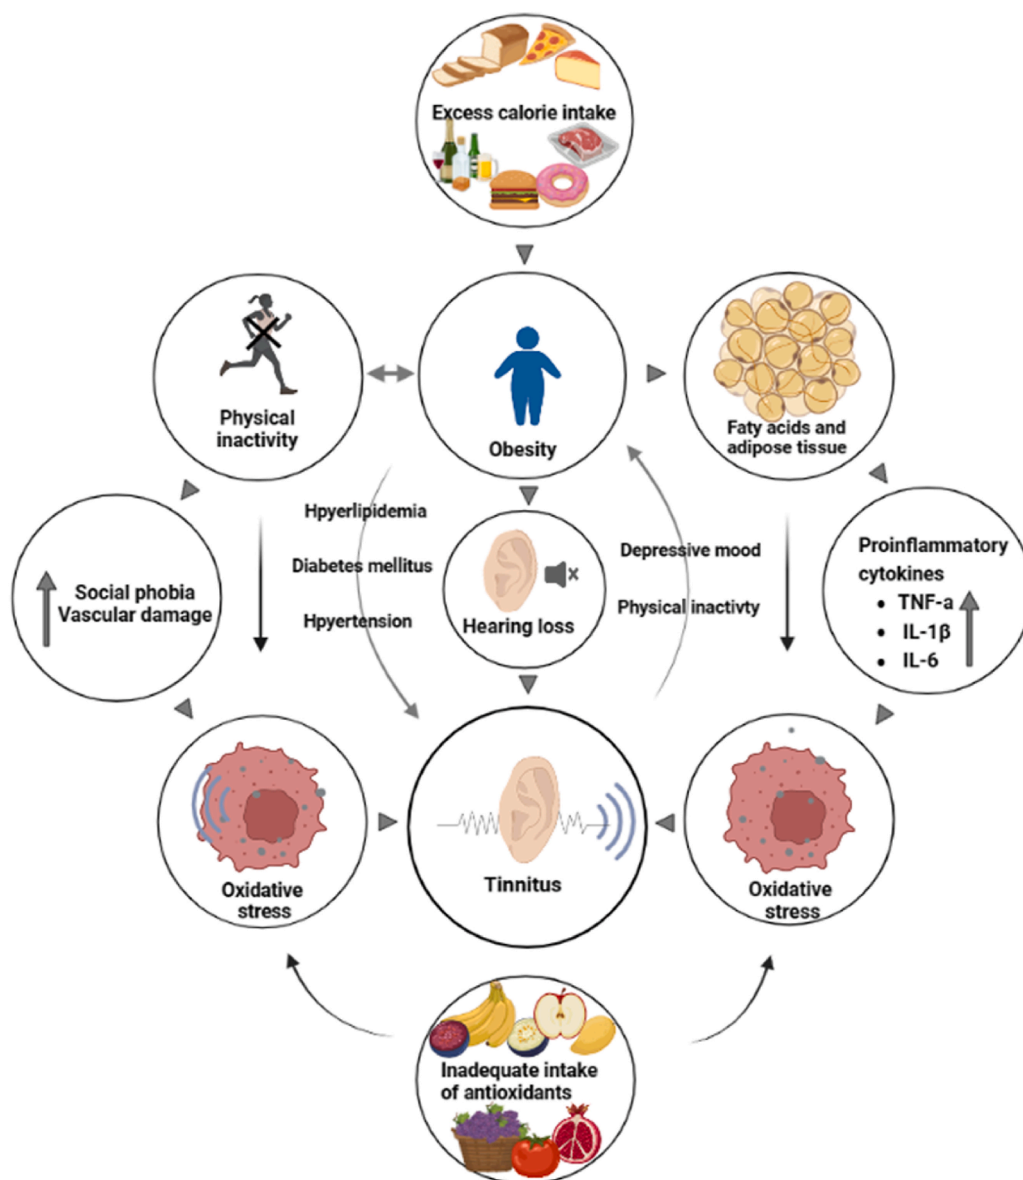 Excess calorie intake
Physical
inactivity
Obesity
Faty acids and
adipose tissue
Hpyerlipidemia
Diabetes mellitus
Hpyertension
Hearing loss
Depressive mood
Physical inactivty
Social phobia
Vascular damage
Proinflammatory
cytokines
• TNF-a
• IL-1β
• IL-6
Oxidative
stress
Tinnitus
Oxidative
stress
Inadequate intake
of antioxidants